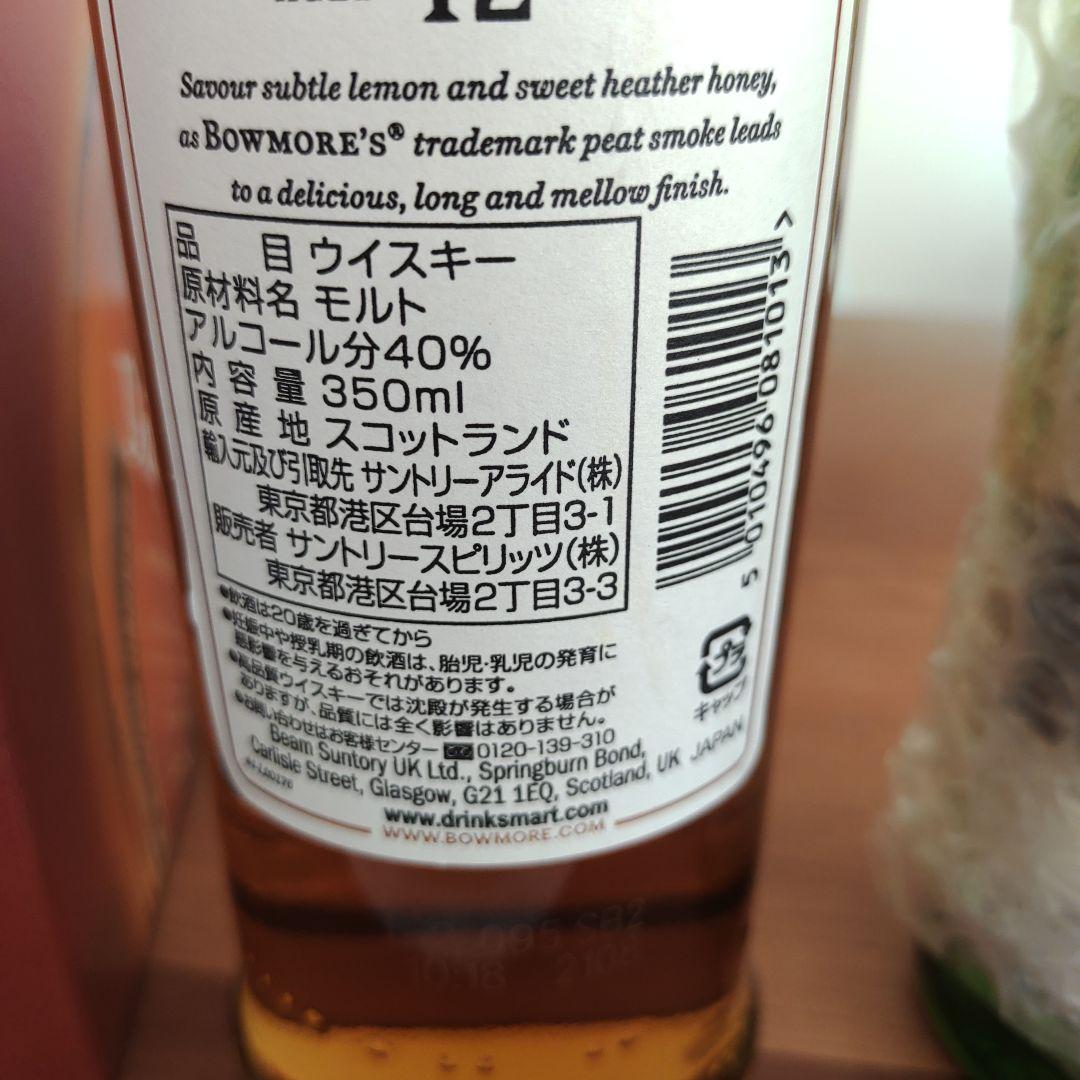 12
Savour subtle lemon and sweet heather honey,
as BOWMORE'S® trademark peat smoke leads
to a delicious, long and mellow finish.
品 目 ウイスキー
原材料名 モルト
アルコール分40%
内容量 350ml
原産地 スコットランド
輸入元及び引取先 サントリーアライド(株)
東京都港区台場2丁目3-1
販売者 サントリースピリッツ(株)
東京都港区台場2丁目3-3
●飲酒は20歳を過ぎてから
●妊娠中や授乳期の飲酒は、胎児・乳児の発育に
悪影響を与えるおそれがあります。
●高品質ウイスキーでは沈殿が発生する場合が
ありますが、品質には全く影響はありません。
●お問い合わせはお客様センター 0120-139-310
Beam Suntory UK Ltd., Springburn Bond,
Carlisle Street, Glasgow, G21 1EQ, Scotland, UK JAPAN
www.drinksmart.com
WWW.BOWMORE.COM
5 010496 081013 >
プラ
キャップ
995 SB2
10:18 2108